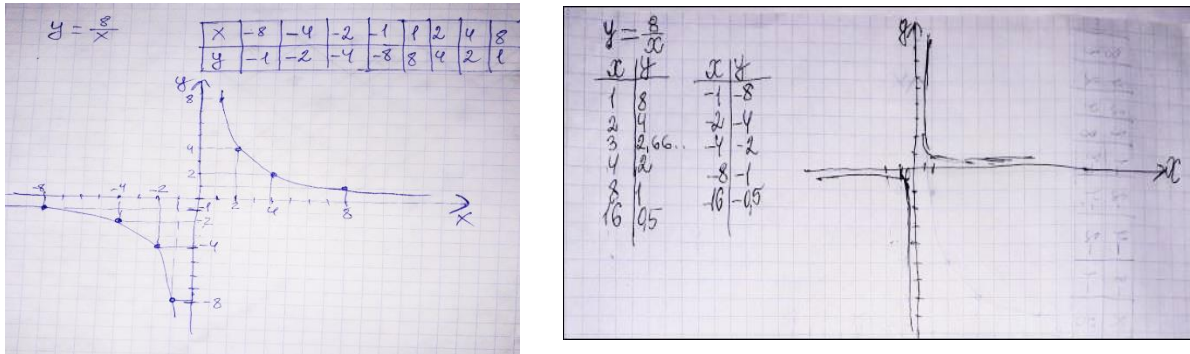 y = 8/x
x | -8 | -4 | -2 | -1 | 1 | 2 | 4 | 8
y | -1 | -2 | -4 | -8 | 8 | 4 | 2 | 1
y
8
4
2
-8 -4 -2 1 2 4 8
-1
x
-2
-4
-8
y = 8/x
y
x | y x | y
1 | 8 -1 | -8
2 | 4 -2 | -4
3 | 2,66.. -4 | -2
4 | 2 -8 | -1
8 | 1 -16 | -0,5
16 | 0,5
x